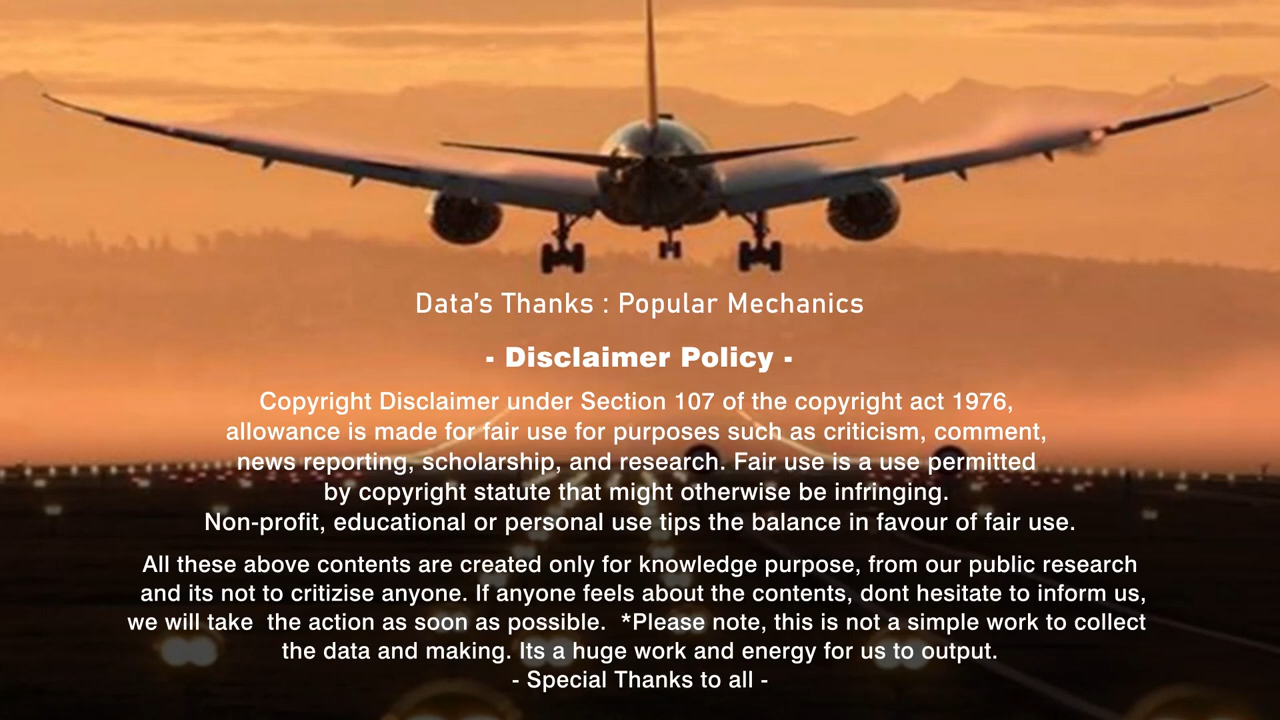 Data's Thanks : Popular Mechanics
- Disclaimer Policy -
Copyright Disclaimer under Section 107 of the copyright act 1976,
allowance is made for fair use for purposes such as criticism, comment,
news reporting, scholarship, and research. Fair use is a use permitted
by copyright statute that might otherwise be infringing.
Non-profit, educational or personal use tips the balance in favour of fair use.
All these above contents are created only for knowledge purpose, from our public research
and its not to critizise anyone. If anyone feels about the contents, dont hesitate to inform us,
we will take  the action as soon as possible.  *Please note, this is not a simple work to collect
the data and making. Its a huge work and energy for us to output.
- Special Thanks to all -